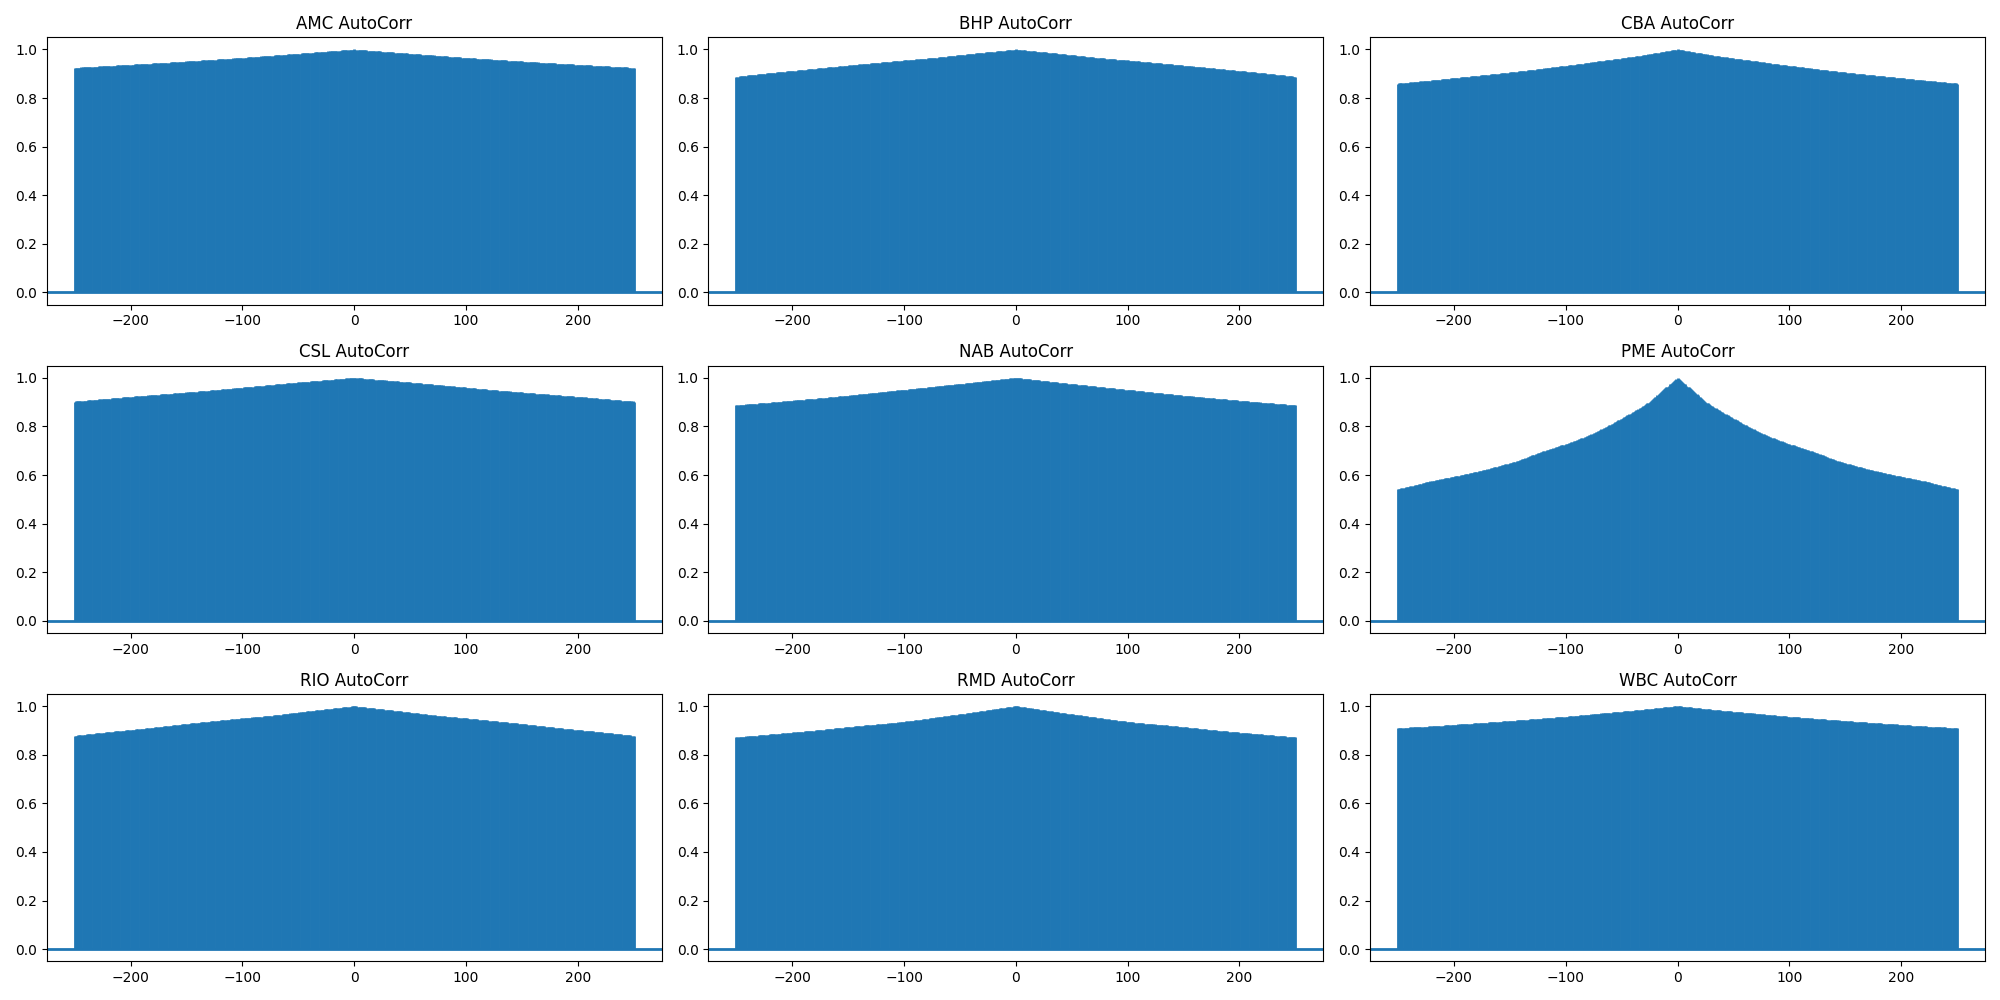 AMC AutoCorr
BHP AutoCorr
CBA AutoCorr
1.0 1.0 1.0
0.8 0.8 0.8
0.6 0.6 0.6
0.4 0.4 0.4
0.2 0.2 0.2
0.0 0.0 0.0
−200 −100 0 100 200 −200 −100 0 100 200 −200 −100 0 100 200
CSL AutoCorr
NAB AutoCorr
PME AutoCorr
1.0 1.0 1.0
0.8 0.8 0.8
0.6 0.6 0.6
0.4 0.4 0.4
0.2 0.2 0.2
0.0 0.0 0.0
−200 −100 0 100 200 −200 −100 0 100 200 −200 −100 0 100 200
RIO AutoCorr
RMD AutoCorr
WBC AutoCorr
1.0 1.0 1.0
0.8 0.8 0.8
0.6 0.6 0.6
0.4 0.4 0.4
0.2 0.2 0.2
0.0 0.0 0.0
−200 −100 0 100 200 −200 −100 0 100 200 −200 −100 0 100 200